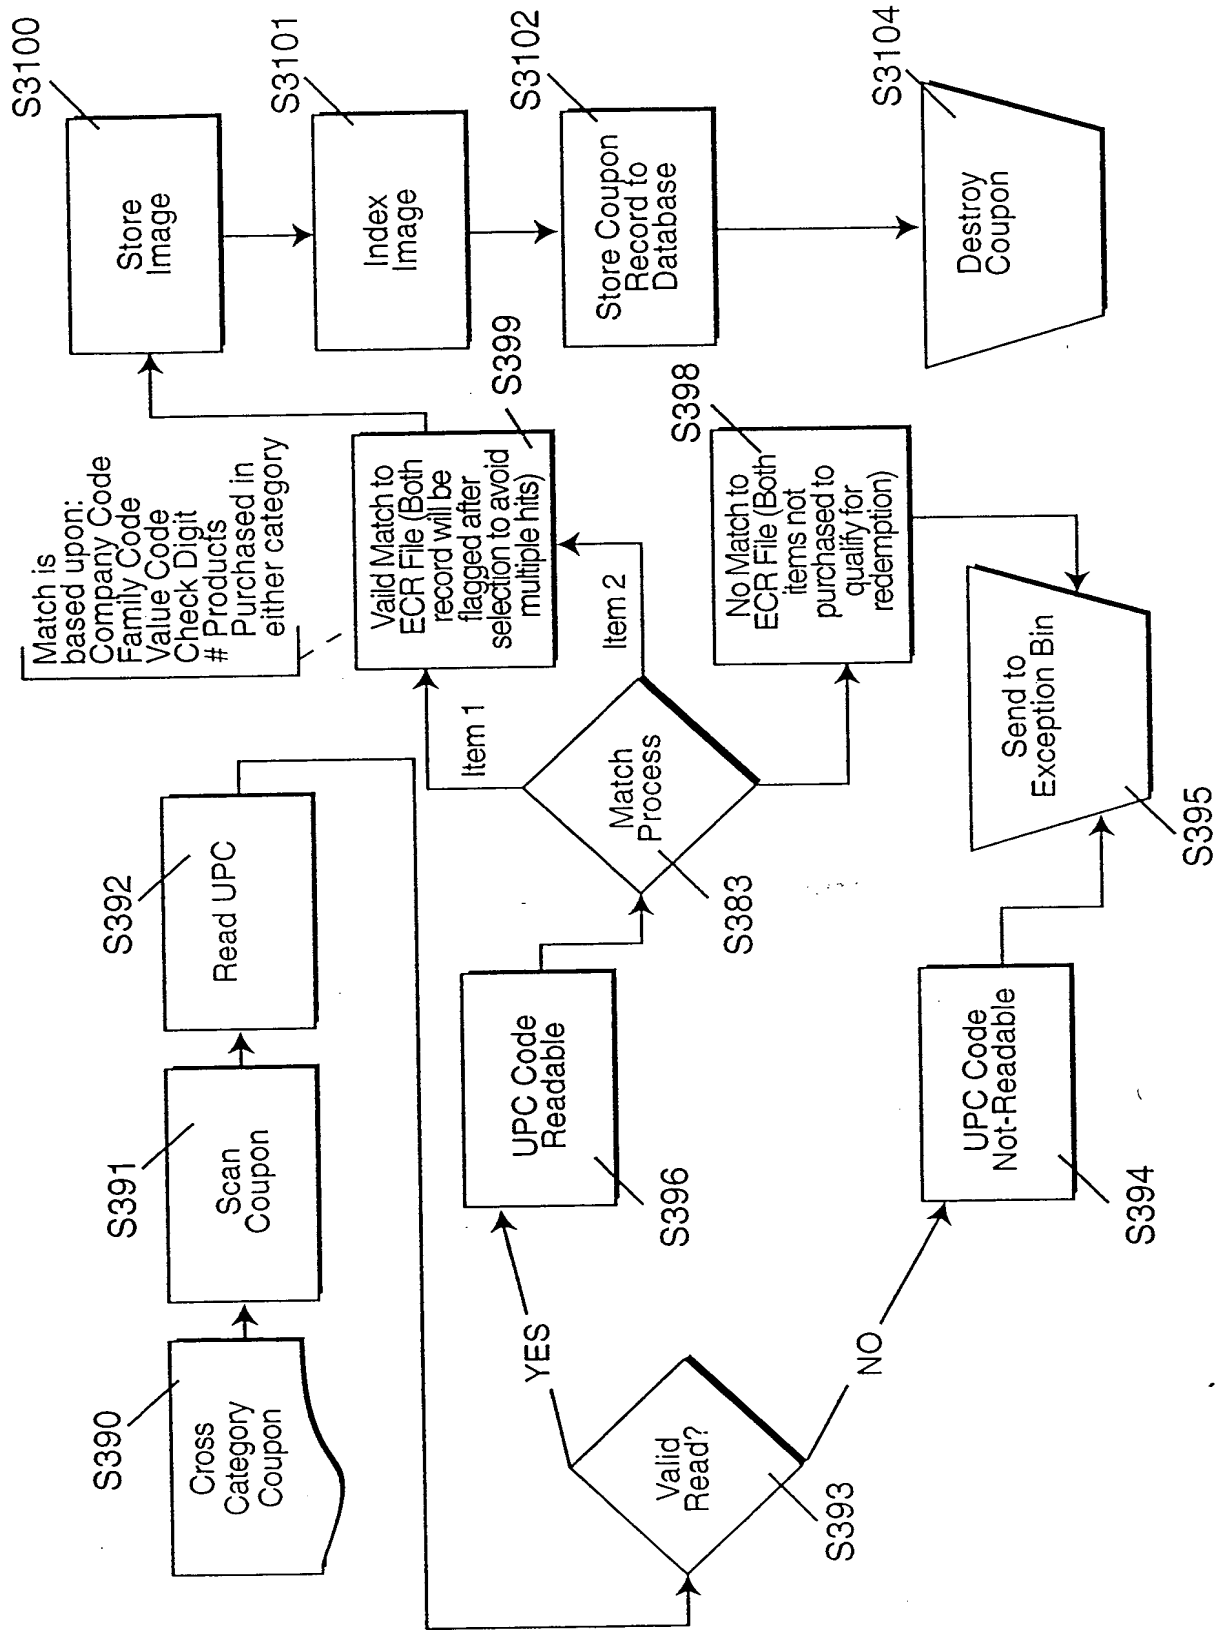 S390
Cross
Category
Coupon
S391
Scan
Coupon
S392
Read UPC
S393
Valid
Read?
YES
NO
S396
UPC Code
Readable
S394
UPC Code
Not-Readable
S383
Match
Process
Item 1
Item 2
Match is
based upon:
Company Code
Family Code
Value Code
Check Digit
# Products
Purchased in
either category
Vaild Match to
ECR File (Both
record will be
flagged after
selection to avoid
multiple hits)
S399
S398
No Match to
ECR File (Both
items not
purchased to
qualify for
redemption)
Send to
Exception Bin
S395
S3100
Store
Image
S3101
Index
Image
S3102
Store Coupon
Record to
Database
S3104
Destroy
Coupon